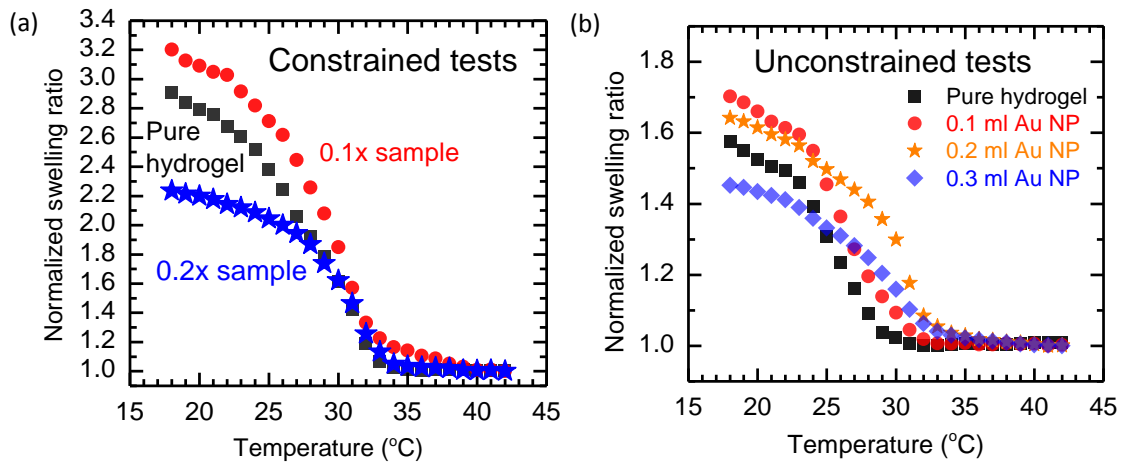 (a)
Constrained tests
Pure
hydrogel
0.1x sample
0.2x sample
Normalized swelling ratio
3.4
3.2
3.0
2.8
2.6
2.4
2.2
2.0
1.8
1.6
1.4
1.2
1.0
15 20 25 30 35 40 45
Temperature (°C)
(b)
Unconstrained tests
Pure hydrogel
0.1 ml Au NP
0.2 ml Au NP
0.3 ml Au NP
Normalized swelling ratio
1.8
1.6
1.4
1.2
1.0
15 20 25 30 35 40 45
Temperature (°C)